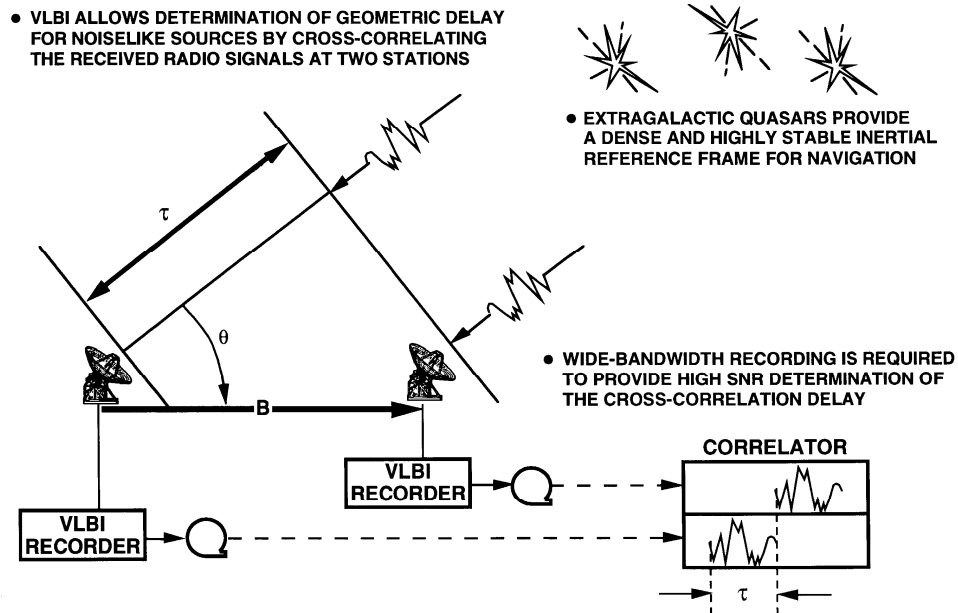 ● VLBI ALLOWS DETERMINATION OF GEOMETRIC DELAY
FOR NOISELIKE SOURCES BY CROSS-CORRELATING
THE RECEIVED RADIO SIGNALS AT TWO STATIONS
● EXTRAGALACTIC QUASARS PROVIDE
A DENSE AND HIGHLY STABLE INERTIAL
REFERENCE FRAME FOR NAVIGATION
τ
θ
● WIDE-BANDWIDTH RECORDING IS REQUIRED
TO PROVIDE HIGH SNR DETERMINATION OF
THE CROSS-CORRELATION DELAY
B
CORRELATOR
VLBI
RECORDER
VLBI
RECORDER
τ